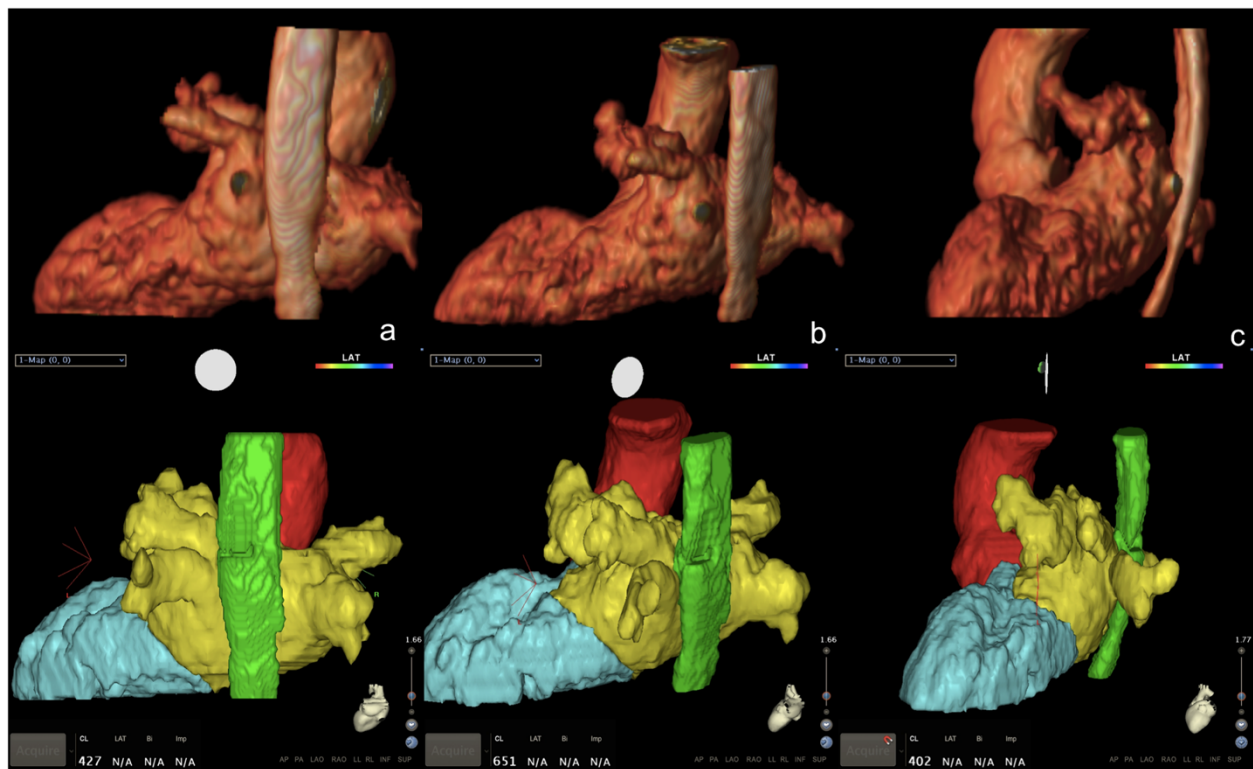 a
b
c
1-Map (0, 0)
LAT
1-Map (0, 0)
LAT
1-Map (0, 0)
LAT
R
1.66
1.66
1.77
Acquire
CL LAT Bi Imp
427 N/A N/A N/A
AP PA LAO RAO LL RL INF SUP
Acquire
CL LAT Bi Imp
651 N/A N/A N/A
AP PA LAO RAO LL RL INF SUP
Acquire
CL LAT Bi Imp
402 N/A N/A N/A
AP PA LAO RAO LL RL INF SUP